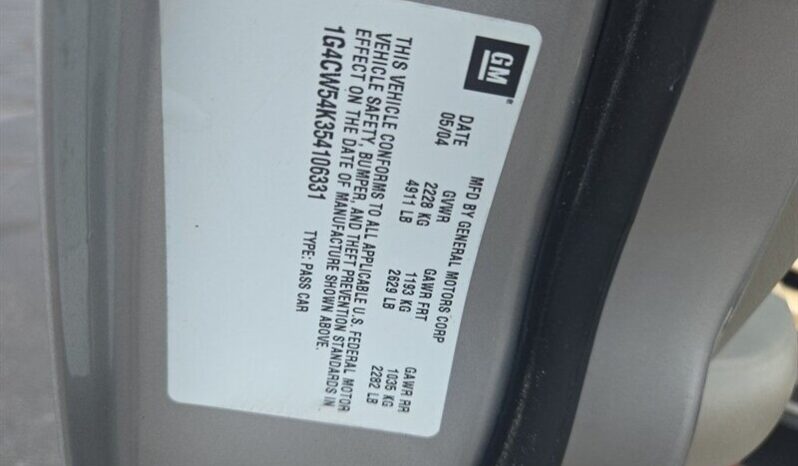 GM
DATE
05/04
MFD BY GENERAL MOTORS CORP
GVWR GAWR FRT GAWR RR
2228 KG 1193 KG 1035 KG
4911 LB 2629 LB 2282 LB
THIS VEHICLE CONFORMS TO ALL APPLICABLE U.S. FEDERAL MOTOR
VEHICLE SAFETY, BUMPER, AND THEFT PREVENTION STANDARDS IN
EFFECT ON THE DATE OF MANUFACTURE SHOWN ABOVE.
1G4CW54K354106331 TYPE: PASS CAR